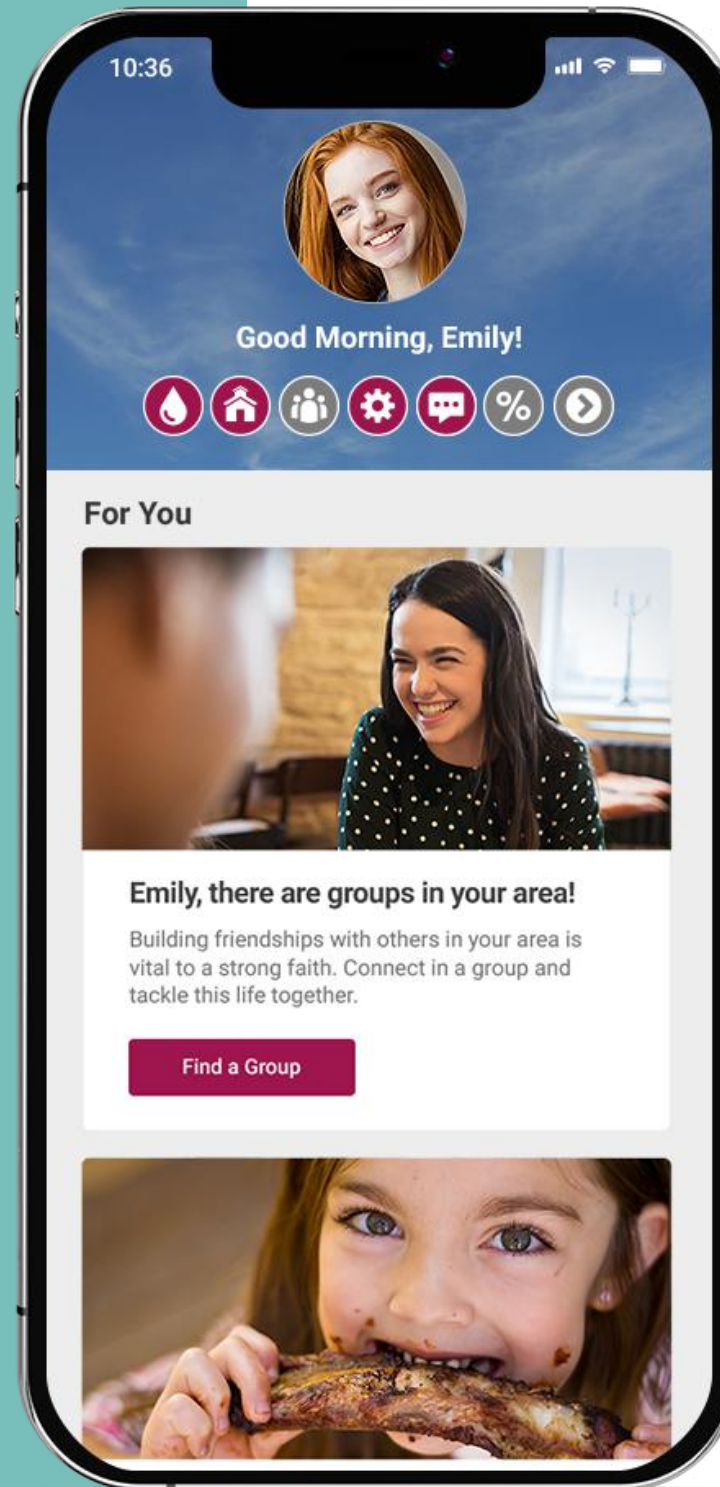 10:36
Good Morning, Emily!
%
For You
Emily, there are groups in your area!
Building friendships with others in your area is
vital to a strong faith. Connect in a group and
tackle this life together.
Find a Group